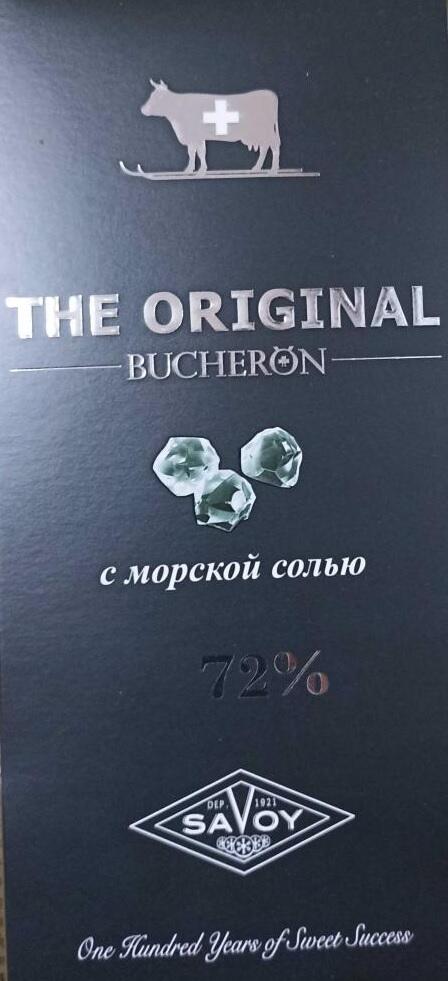 THE ORIGINAL
BUCHERON
с морской солью
72%
DEP. 1921
SAVOY
One Hundred Years of Sweet Success